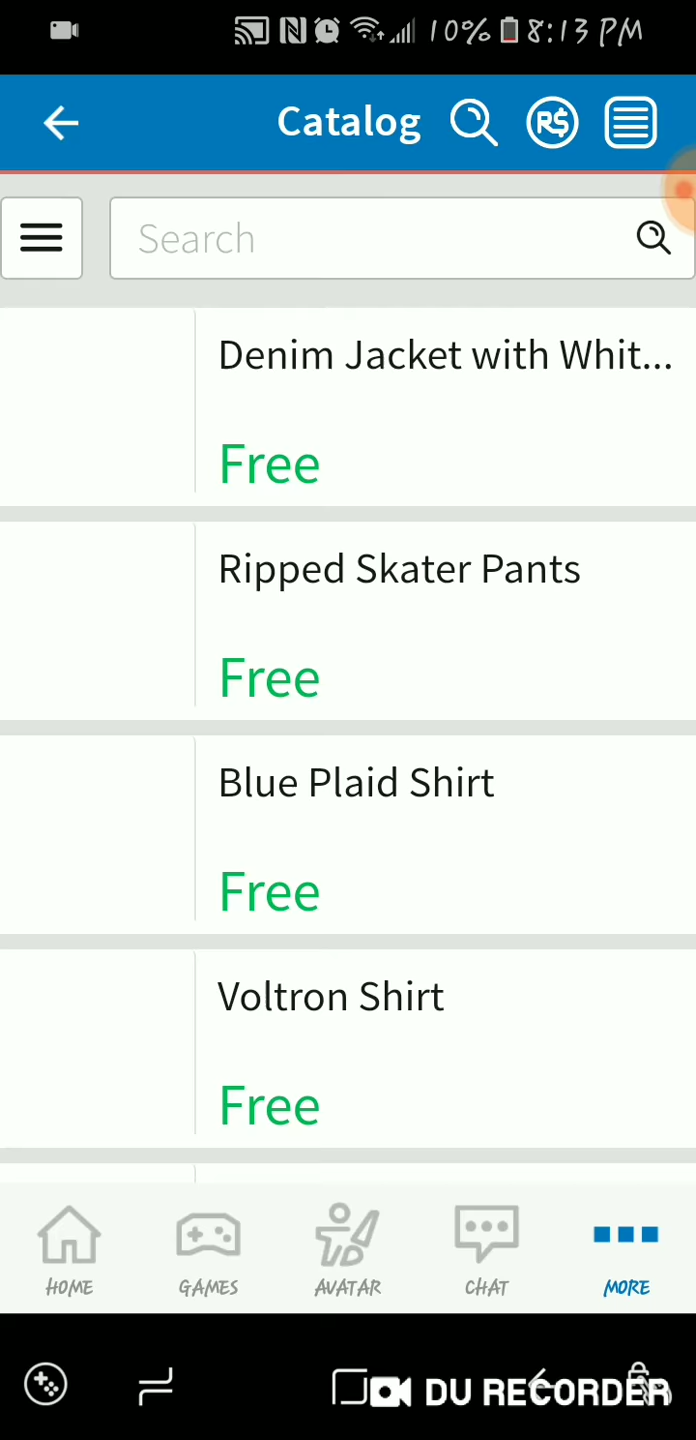 10% 8:13 PM
Catalog R$
Search
Denim Jacket with Whit...
Free
Ripped Skater Pants
Free
Blue Plaid Shirt
Free
Voltron Shirt
Free
HOME GAMES AVATAR CHAT MORE
DU RECORDER